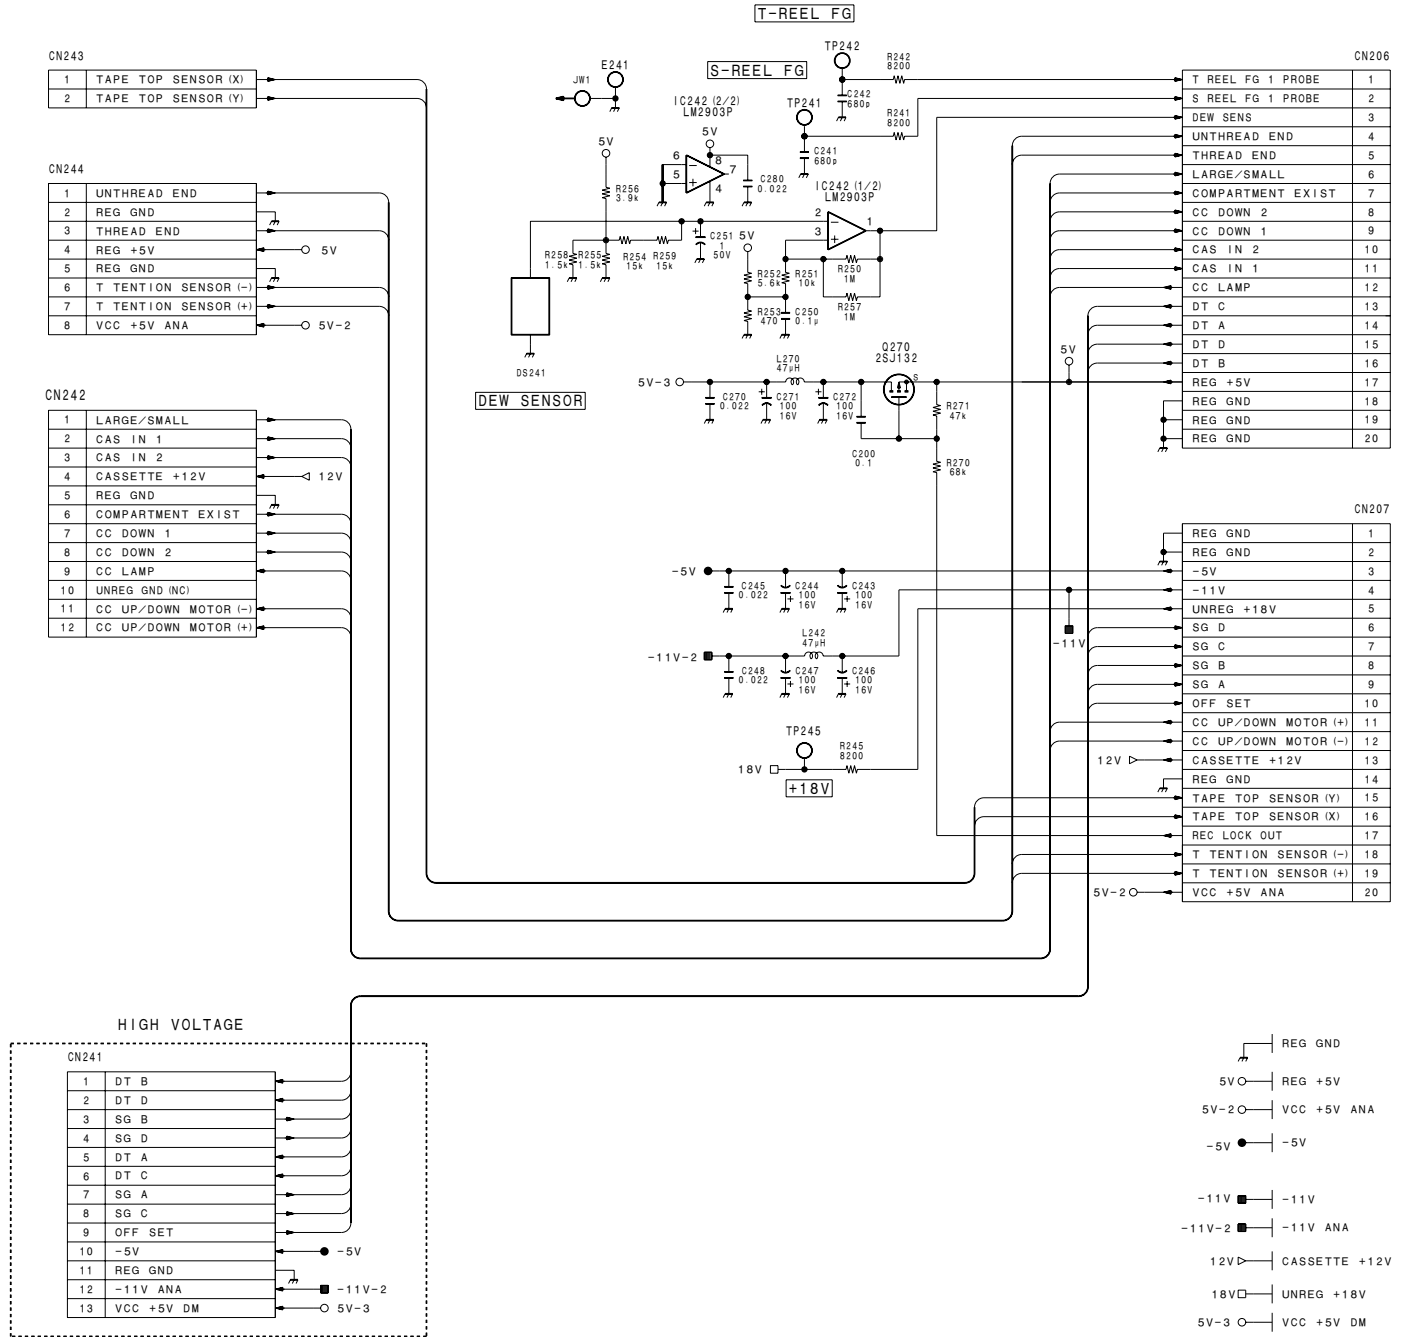 T-REEL FG
S-REEL FG
CN243
1 TAPE TOP SENSOR (X)
2 TAPE TOP SENSOR (Y)
CN244
1 UNTHREAD END
2 REG GND
3 THREAD END
4 REG +5V 5V
5 REG GND
6 T TENTION SENSOR (-)
7 T TENTION SENSOR (+)
8 VCC +5V ANA 5V-2
CN242
1 LARGE/SMALL
2 CAS IN 1
3 CAS IN 2
4 CASSETTE +12V 12V
5 REG GND
6 COMPARTMENT EXIST
7 CC DOWN 1
8 CC DOWN 2
9 CC LAMP
10 UNREG GND (NC)
11 CC UP/DOWN MOTOR (-)
12 CC UP/DOWN MOTOR (+)
JW1
E241
IC242 (2/2)
LM2903P
5V
6
5
8
7
4
C280
0.022
5V
R256
3.9k
R258
1.5k
R255
1.5k
R254
15k
R259
15k
C251
1
50V
+
DS241
DEW SENSOR
TP242
C242
680p
R242
8200
TP241
C241
680p
R241
8200
IC242 (1/2)
LM2903P
2
3
1
5V
R252
5.6k
R251
10k
R250
1M
R257
1M
R253
470
C250
0.1μ
5V-3
C270
0.022
C271
100
16V
+
L270
47μH
C272
100
16V
+
Q270
2SJ132
S
C200
0.1
R271
47k
R270
68k
5V
-5V
C245
0.022
C244
100
16V
+
C243
100
16V
+
-11V
-11V-2
C248
0.022
C247
100
16V
+
L242
47μH
C246
100
16V
+
TP245
18V
+18V
R245
8200
CN206
T REEL FG 1 PROBE 1
S REEL FG 1 PROBE 2
DEW SENS 3
UNTHREAD END 4
THREAD END 5
LARGE/SMALL 6
COMPARTMENT EXIST 7
CC DOWN 2 8
CC DOWN 1 9
CAS IN 2 10
CAS IN 1 11
CC LAMP 12
DT C 13
DT A 14
DT D 15
DT B 16
REG +5V 17
REG GND 18
REG GND 19
REG GND 20
CN207
REG GND 1
REG GND 2
-5V 3
-11V 4
UNREG +18V 5
SG D 6
SG C 7
SG B 8
SG A 9
OFF SET 10
CC UP/DOWN MOTOR (+) 11
CC UP/DOWN MOTOR (-) 12
12V CASSETTE +12V 13
REG GND 14
TAPE TOP SENSOR (Y) 15
TAPE TOP SENSOR (X) 16
REC LOCK OUT 17
T TENTION SENSOR (-) 18
T TENTION SENSOR (+) 19
5V-2 VCC +5V ANA 20
HIGH VOLTAGE
CN241
1 DT B
2 DT D
3 SG B
4 SG D
5 DT A
6 DT C
7 SG A
8 SG C
9 OFF SET
10 -5V -5V
11 REG GND
12 -11V ANA -11V-2
13 VCC +5V DM 5V-3
REG GND
5V REG +5V
5V-2 VCC +5V ANA
-5V -5V
-11V -11V
-11V-2 -11V ANA
12V CASSETTE +12V
18V UNREG +18V
5V-3 VCC +5V DM